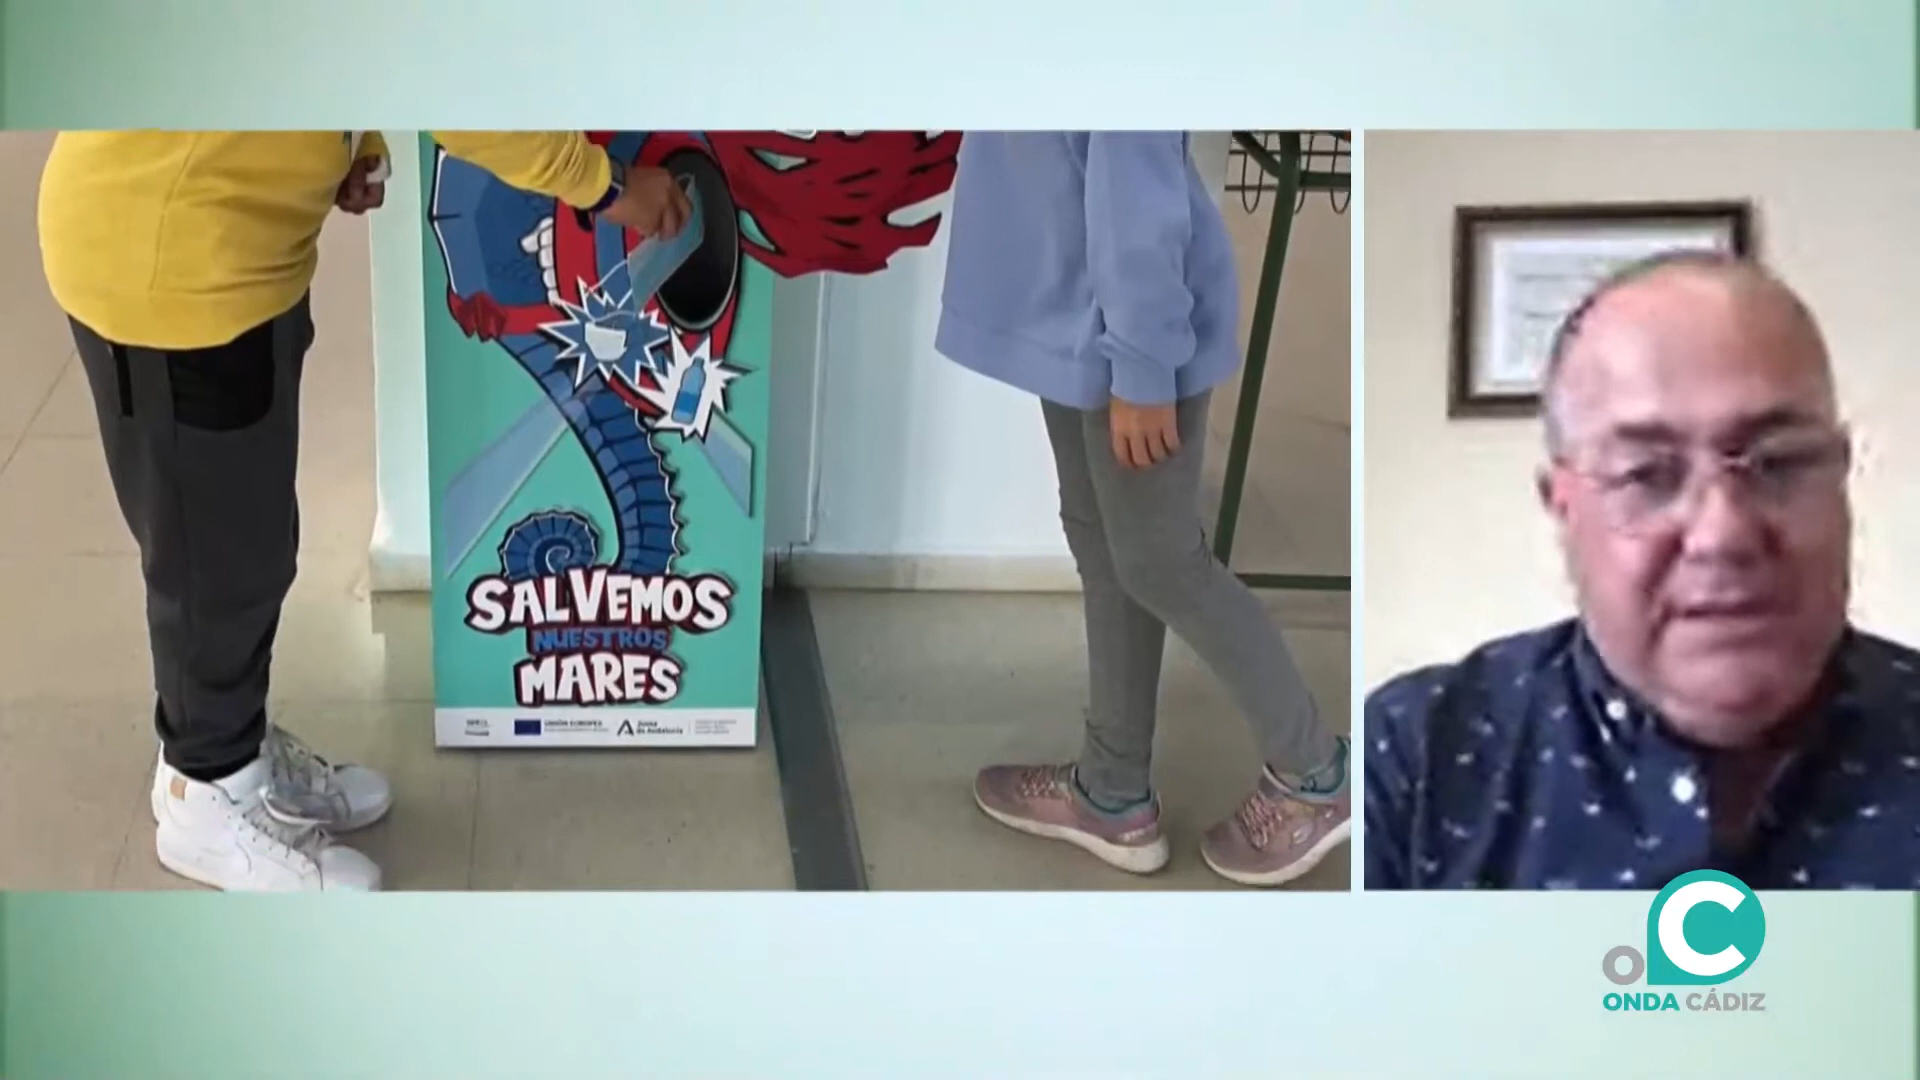 SALVEMOS
NUESTROS
MARES
UNIÓN EUROPEA
Junta
de Andalucía
C
O
ONDA CÁDIZ